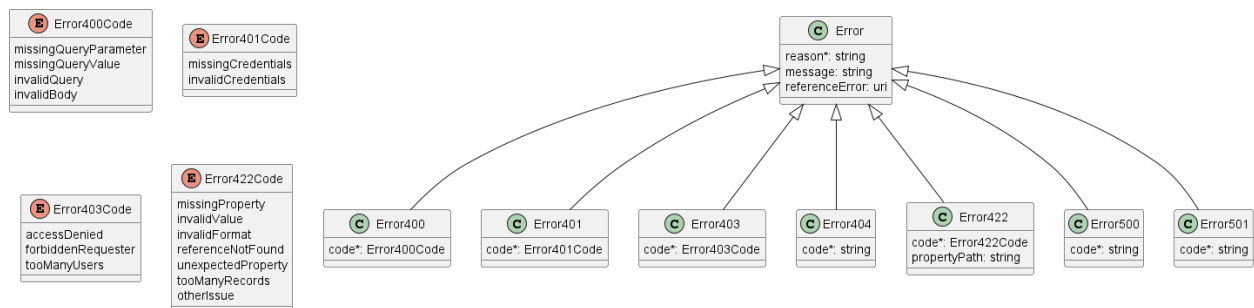 E Error400Code
missingQueryParameter
missingQueryValue
invalidQuery
invalidBody
E Error401Code
missingCredentials
invalidCredentials
C Error
reason*: string
message: string
referenceError: uri
E Error403Code
accessDenied
forbiddenRequester
tooManyUsers
E Error422Code
missingProperty
invalidValue
invalidFormat
referenceNotFound
unexpectedProperty
tooManyRecords
otherIssue
C Error400
code*: Error400Code
C Error401
code*: Error401Code
C Error403
code*: Error403Code
C Error404
code*: string
C Error422
code*: Error422Code
propertyPath: string
C Error500
code*: string
C Error501
code*: string